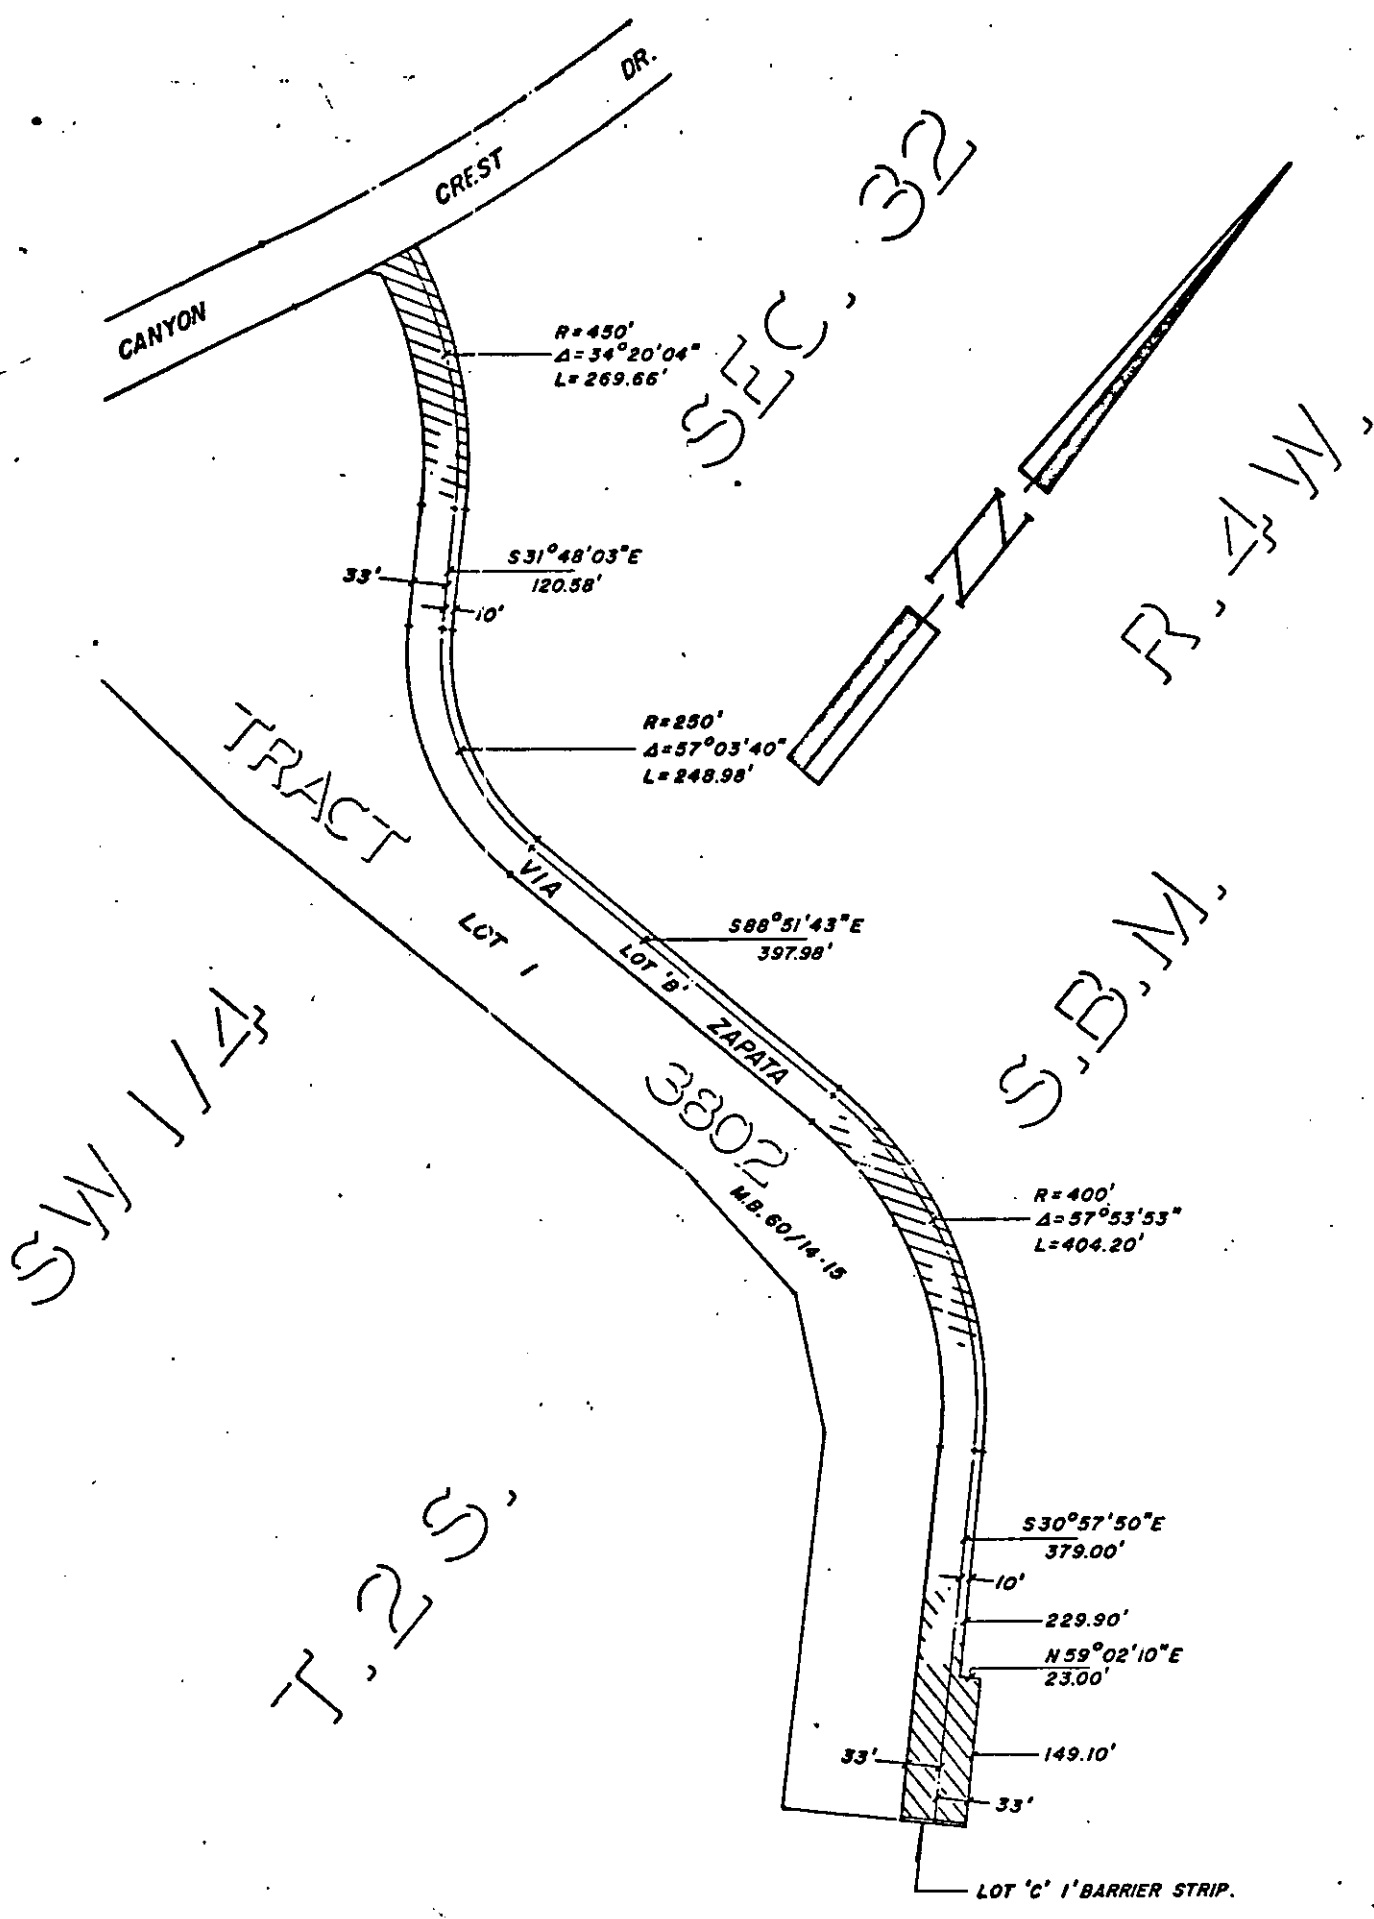 DR.
CREST
CANYON
SEC. 32
R=450'
Δ=34°20'04"
L=269.66'
N
R. 4 W.,
S31°48'03"E
120.58'
33'
10'
R=250'
Δ=57°03'40"
L=248.98'
TRACT
LOT 1
VIA
LOT 'B'
ZAPATA
S88°51'43"E
397.98'
S.B.M.,
SW 1/4
3802
M.B. 60/14-15
R=400'
Δ=57°53'53"
L=404.20'
T. 2 S.,
S30°57'50"E
379.00'
10'
229.90'
N59°02'10"E
23.00'
33'
149.10'
33'
LOT 'C' 1' BARRIER STRIP.